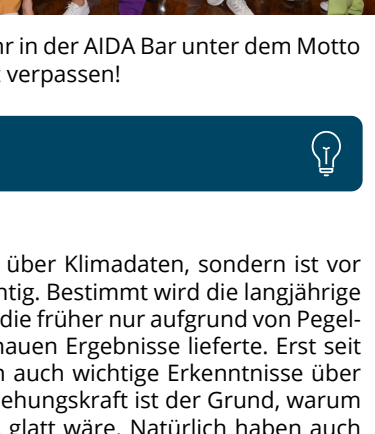 r in der AIDA Bar unter dem Motto
verpassen!
über Klimadaten, sondern ist vor
htig. Bestimmt wird die langjährige
die früher nur aufgrund von Pegel-
nauen Ergebnisse lieferte. Erst seit
auch wichtige Erkenntnisse über
ehungskraft ist der Grund, warum
glatt wäre. Natürlich haben auch